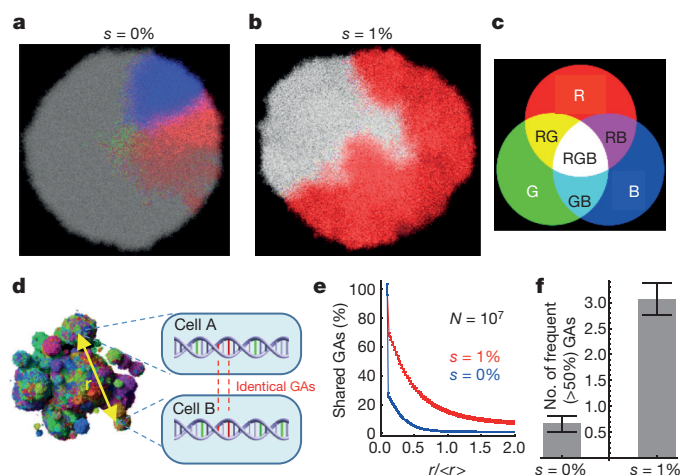 a
s = 0%
b
s = 1%
c
R
RG
RB
RGB
G
GB
B
d
r
Cell A
Identical GAs
Cell B
e
Shared GAs (%)
100
80
60
40
20
0
N = 10⁷
s = 1%
s = 0%
0.0 0.5 1.0 1.5 2.0
r/<r>
f
No. of frequent
(>50%) GAs
3.0
2.5
2.0
1.5
1.0
0.5
s = 0% s = 1%